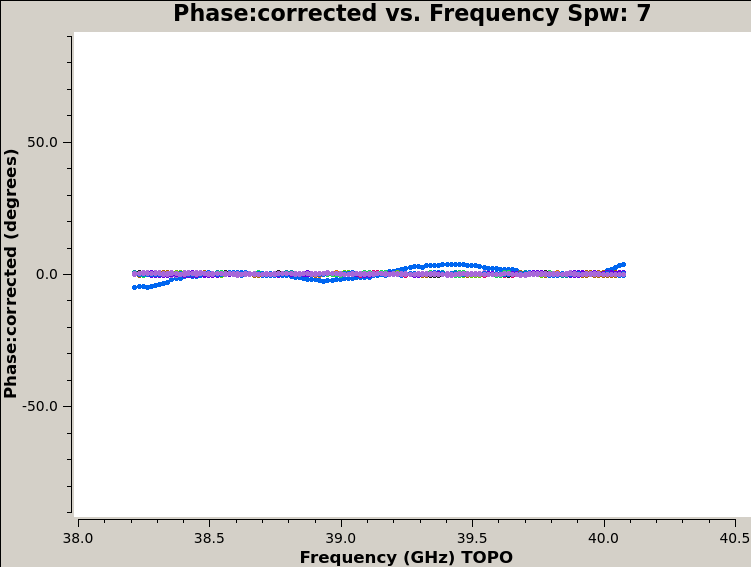 Phase:corrected vs. Frequency Spw: 7
Phase:corrected (degrees)
50.0
0.0
-50.0
38.0 38.5 39.0 39.5 40.0 40.5
Frequency (GHz) TOPO